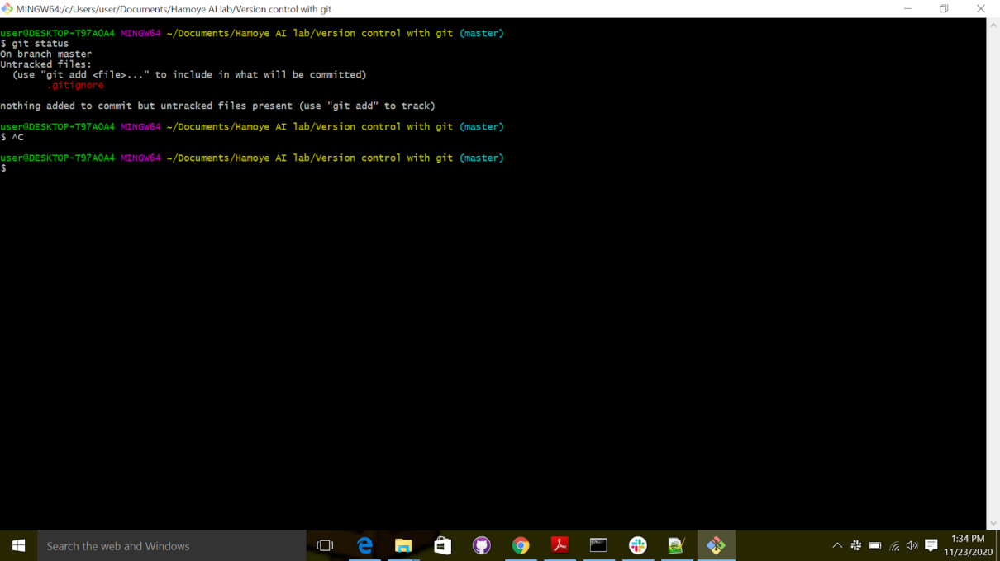 MINGW64:/c/Users/user/Documents/Hamoye AI lab/Version control with git
user@DESKTOP-T97A0A4 MINGW64 ~/Documents/Hamoye AI lab/Version control with git (master)
$ git status
On branch master
Untracked files:
(use "git add <file>..." to include in what will be committed)
.gitignore
nothing added to commit but untracked files present (use "git add" to track)
user@DESKTOP-T97A0A4 MINGW64 ~/Documents/Hamoye AI lab/Version control with git (master)
$ ^C
user@DESKTOP-T97A0A4 MINGW64 ~/Documents/Hamoye AI lab/Version control with git (master)
$
Search the web and Windows
1:34 PM
11/23/2020